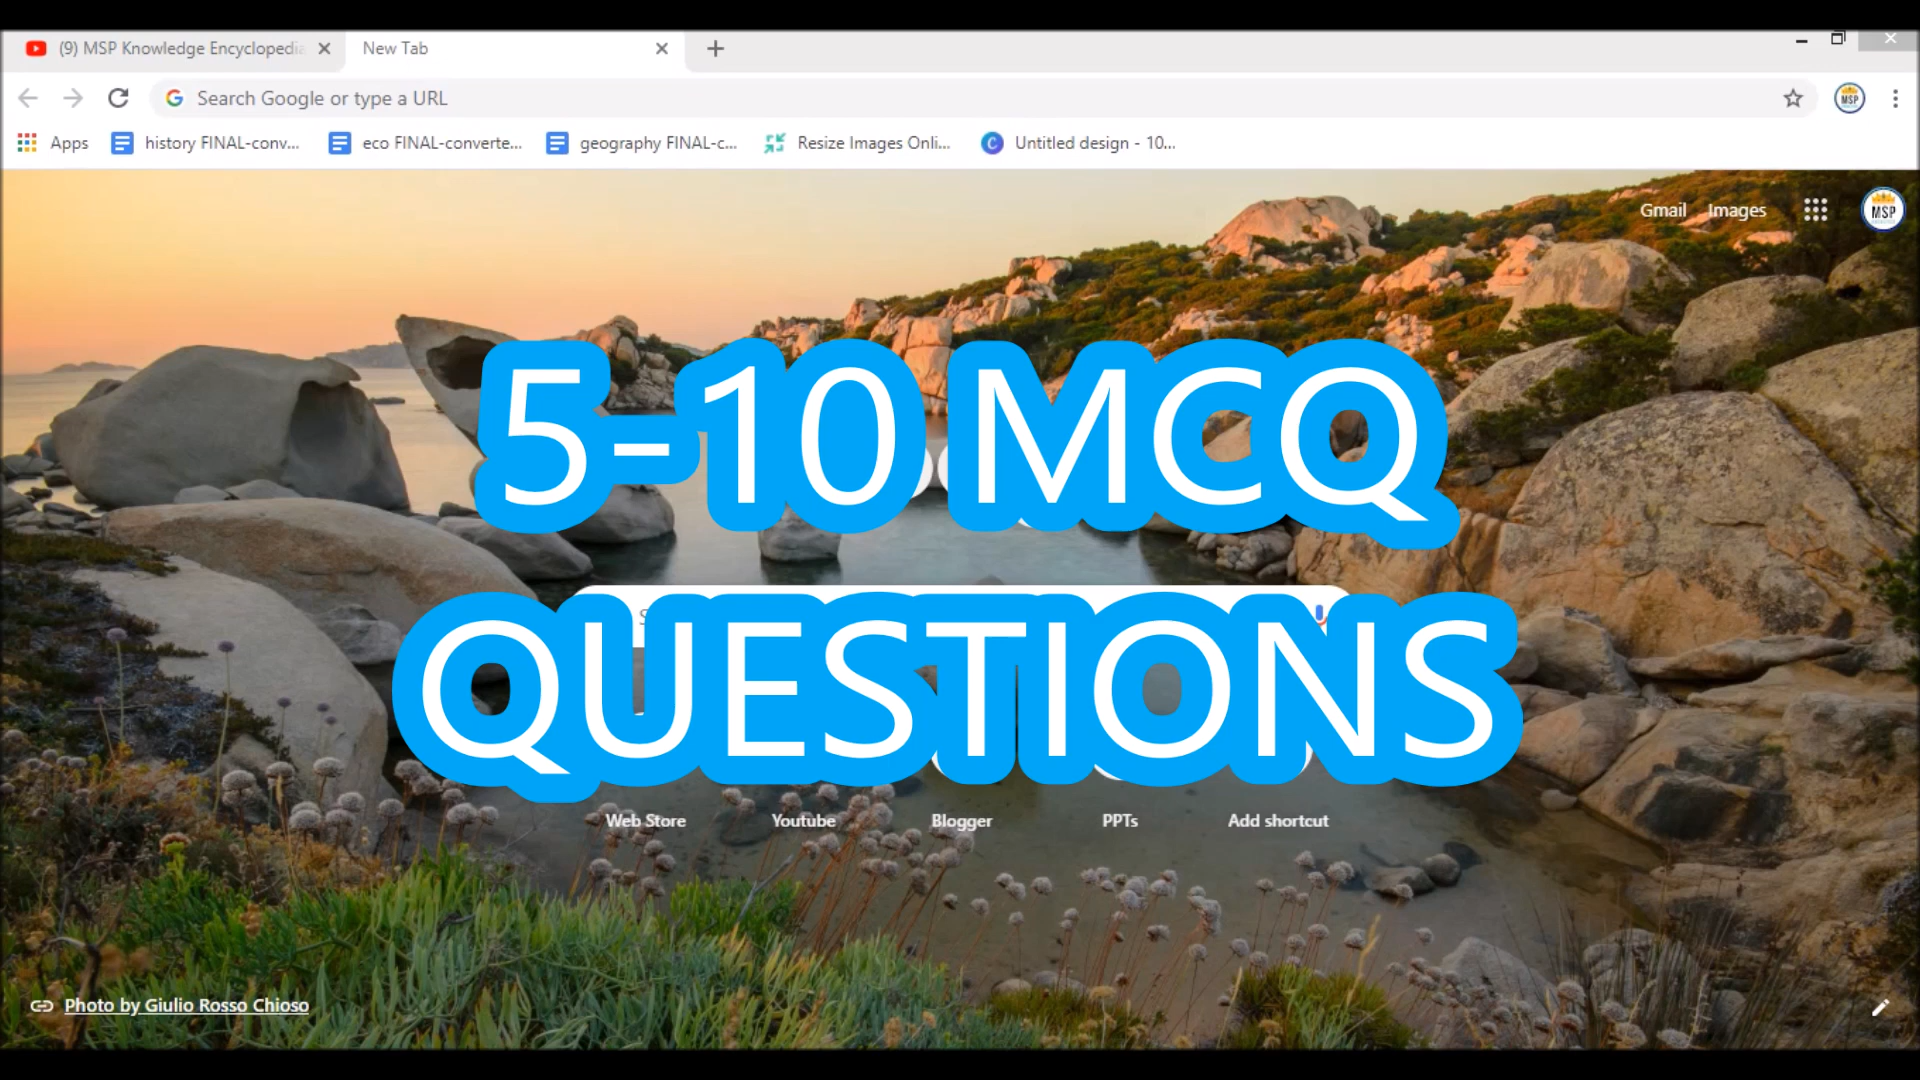 (9) MSP Knowledge Encyclopedia
New Tab
Search Google or type a URL
MSP
Apps
history FINAL-conv...
eco FINAL-converte...
geography FINAL-c...
Resize Images Onli...
Untitled design - 10...
Gmail
Images
MSP
5-10 MCQ
QUESTIONS
Web Store
Youtube
Blogger
PPTs
Add shortcut
Photo by Giulio Rosso Chioso